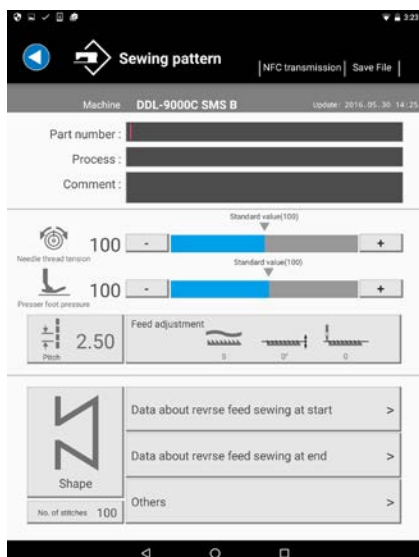 3:23
Sewing pattern
NFC transmission Save File
Machine DDL-9000C SMS B Update: 2016.05.30 14:25
Part number :
Process :
Comment :
Standard value(100)
100 - +
Needle thread tension
Standard value(100)
100 - +
Presser foot pressure
2.50
Pitch
Feed adjustment
S 0° 0
Data about revrse feed sewing at start >
Data about revrse feed sewing at end >
Shape
Others >
No. of stitches 100